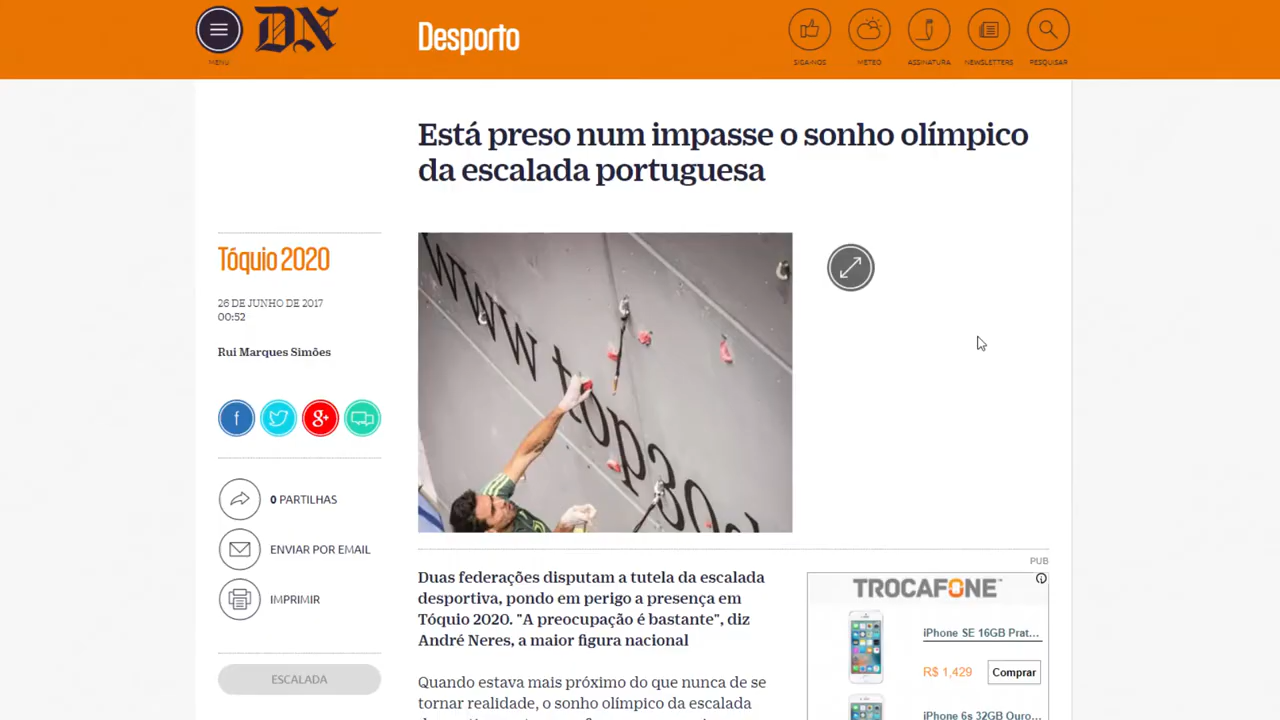 DN
Desporto
MENU
SIGA-NOS
METEO
ASSINATURA
NEWSLETTERS
PESQUISAR
Está preso num impasse o sonho olímpico
da escalada portuguesa
Tóquio 2020
26 DE JUNHO DE 2017
00:52
Rui Marques Simões
f
g+
0 PARTILHAS
ENVIAR POR EMAIL
IMPRIMIR
ESCALADA
www.top30
PUB
Duas federações disputam a tutela da escalada
desportiva, pondo em perigo a presença em
Tóquio 2020. "A preocupação é bastante", diz
André Neres, a maior figura nacional
Quando estava mais próximo do que nunca de se
tornar realidade, o sonho olímpico da escalada
TROCAFONE
iPhone SE 16GB Prat...
R$ 1,429
Comprar
iPhone 6s 32GB Ouro...